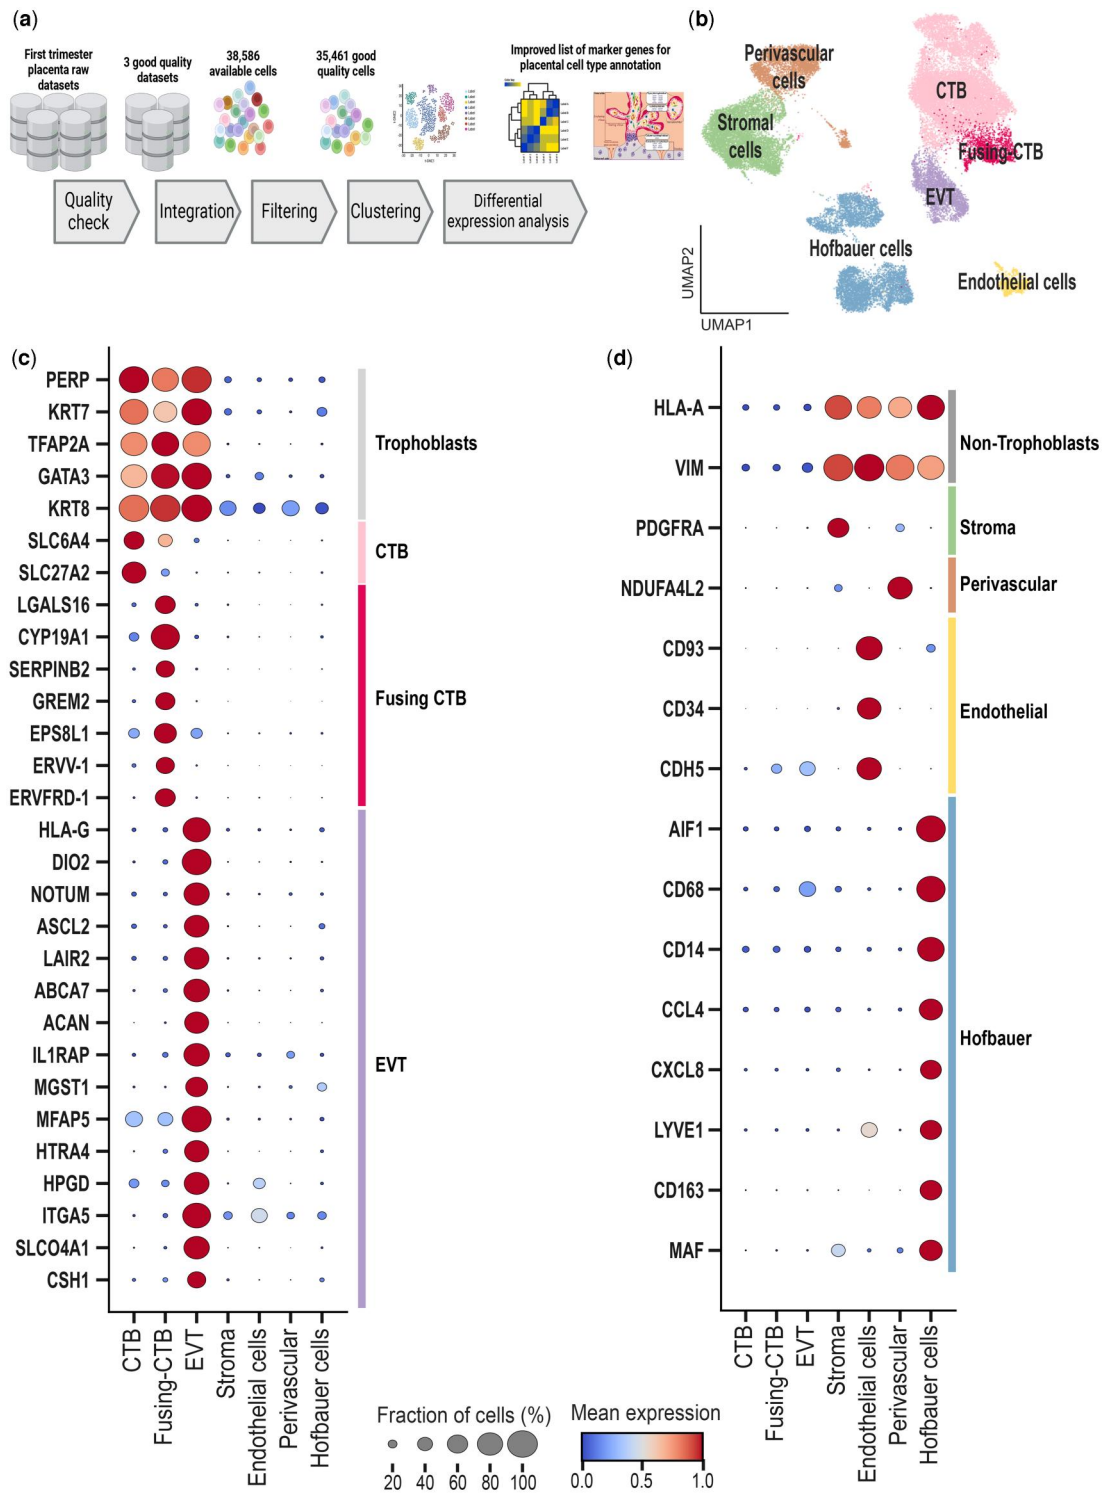 (a)
First trimester
placenta raw
datasets
3 good quality
datasets
38,586
available cells
35,461 good
quality cells
Improved list of marker genes for
placental cell type annotation
Quality
check
Integration
Filtering
Clustering
Differential
expression analysis
(b)
Perivascular
cells
Stromal
cells
CTB
Fusing-CTB
EVT
Hofbauer cells
Endothelial cells
UMAP2
UMAP1
(c)
PERP
KRT7
TFAP2A
GATA3
KRT8
SLC6A4
SLC27A2
LGALS16
CYP19A1
SERPINB2
GREM2
EPS8L1
ERVV-1
ERVFRD-1
HLA-G
DIO2
NOTUM
ASCL2
LAIR2
ABCA7
ACAN
IL1RAP
MGST1
MFAP5
HTRA4
HPGD
ITGA5
SLCO4A1
CSH1
Trophoblasts
CTB
Fusing CTB
EVT
CTB
Fusing-CTB
EVT
Stroma
Endothelial cells
Perivascular
Hofbauer cells
(d)
HLA-A
VIM
PDGFRA
NDUFA4L2
CD93
CD34
CDH5
AIF1
CD68
CD14
CCL4
CXCL8
LYVE1
CD163
MAF
Non-Trophoblasts
Stroma
Perivascular
Endothelial
Hofbauer
CTB
Fusing-CTB
EVT
Stroma
Endothelial cells
Perivascular
Hofbauer cells
Fraction of cells (%)
20 40 60 80 100
Mean expression
0.0 0.5 1.0